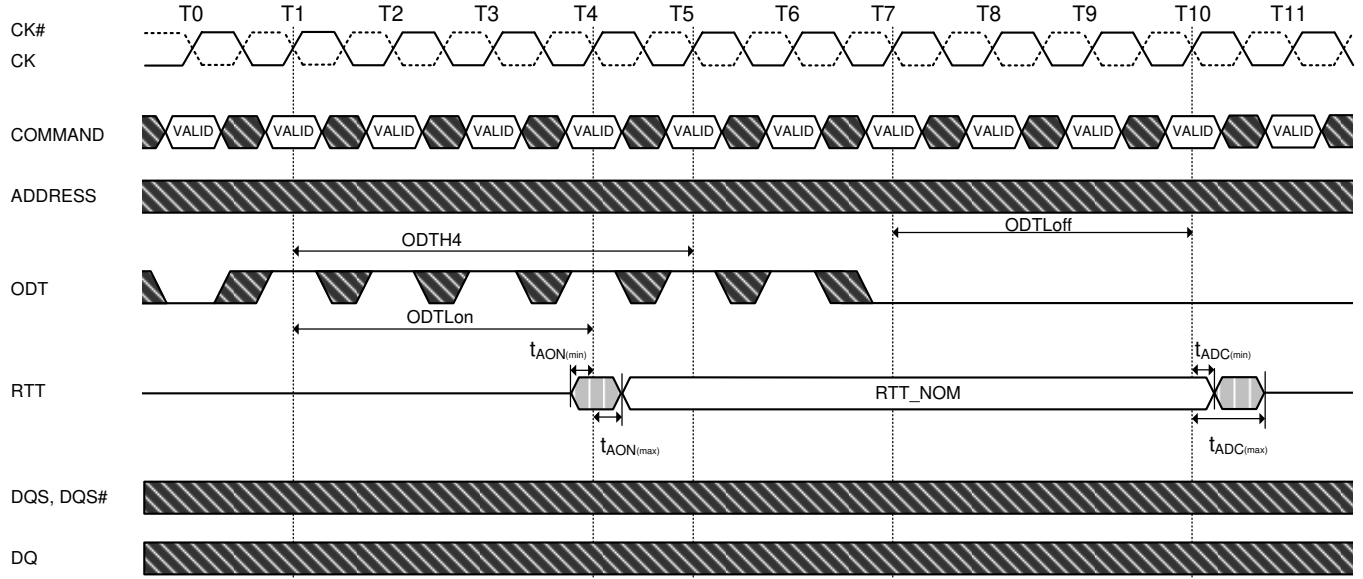 T0 T1 T2 T3 T4 T5 T6 T7 T8 T9 T10 T11
CK#
CK
COMMAND VALID VALID VALID VALID VALID VALID VALID VALID VALID VALID VALID VALID
ADDRESS
ODTLoff
ODTH4
ODT
ODTLon
tAON(min) tADC(min)
RTT RTT_NOM
tAON(max) tADC(max)
DQS, DQS#
DQ